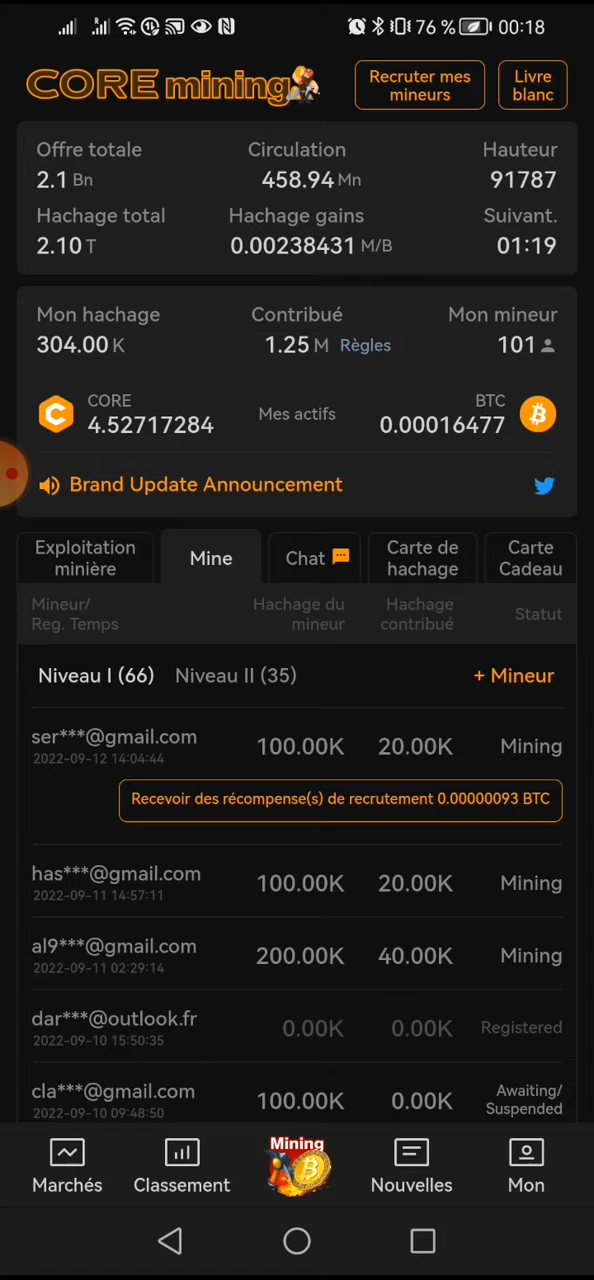 76 % 00:18
CORE mining
Recruter mes mineurs
Livre blanc
Offre totale Circulation Hauteur
2.1 Bn 458.94 Mn 91787
Hachage total Hachage gains Suivant.
2.10 T 0.00238431 M/B 01:19
Mon hachage Contribué Mon mineur
304.00 K 1.25 M Règles 101
CORE BTC
4.52717284 Mes actifs 0.00016477
Brand Update Announcement
Exploitation minière
Mine
Chat
Carte de hachage
Carte Cadeau
Mineur/ Reg. Temps
Hachage du mineur
Hachage contribué
Statut
Niveau I (66) Niveau II (35) + Mineur
ser***@gmail.com 100.00K 20.00K Mining
2022-09-12 14:04:44
Recevoir des récompense(s) de recrutement 0.00000093 BTC
has***@gmail.com 100.00K 20.00K Mining
2022-09-11 14:57:11
al9***@gmail.com 200.00K 40.00K Mining
2022-09-11 02:29:14
dar***@outlook.fr 0.00K 0.00K Registered
2022-09-10 15:50:35
cla***@gmail.com 100.00K 0.00K Awaiting/ Suspended
2022-09-10 09:48:50
Mining
Marchés Classement Nouvelles Mon